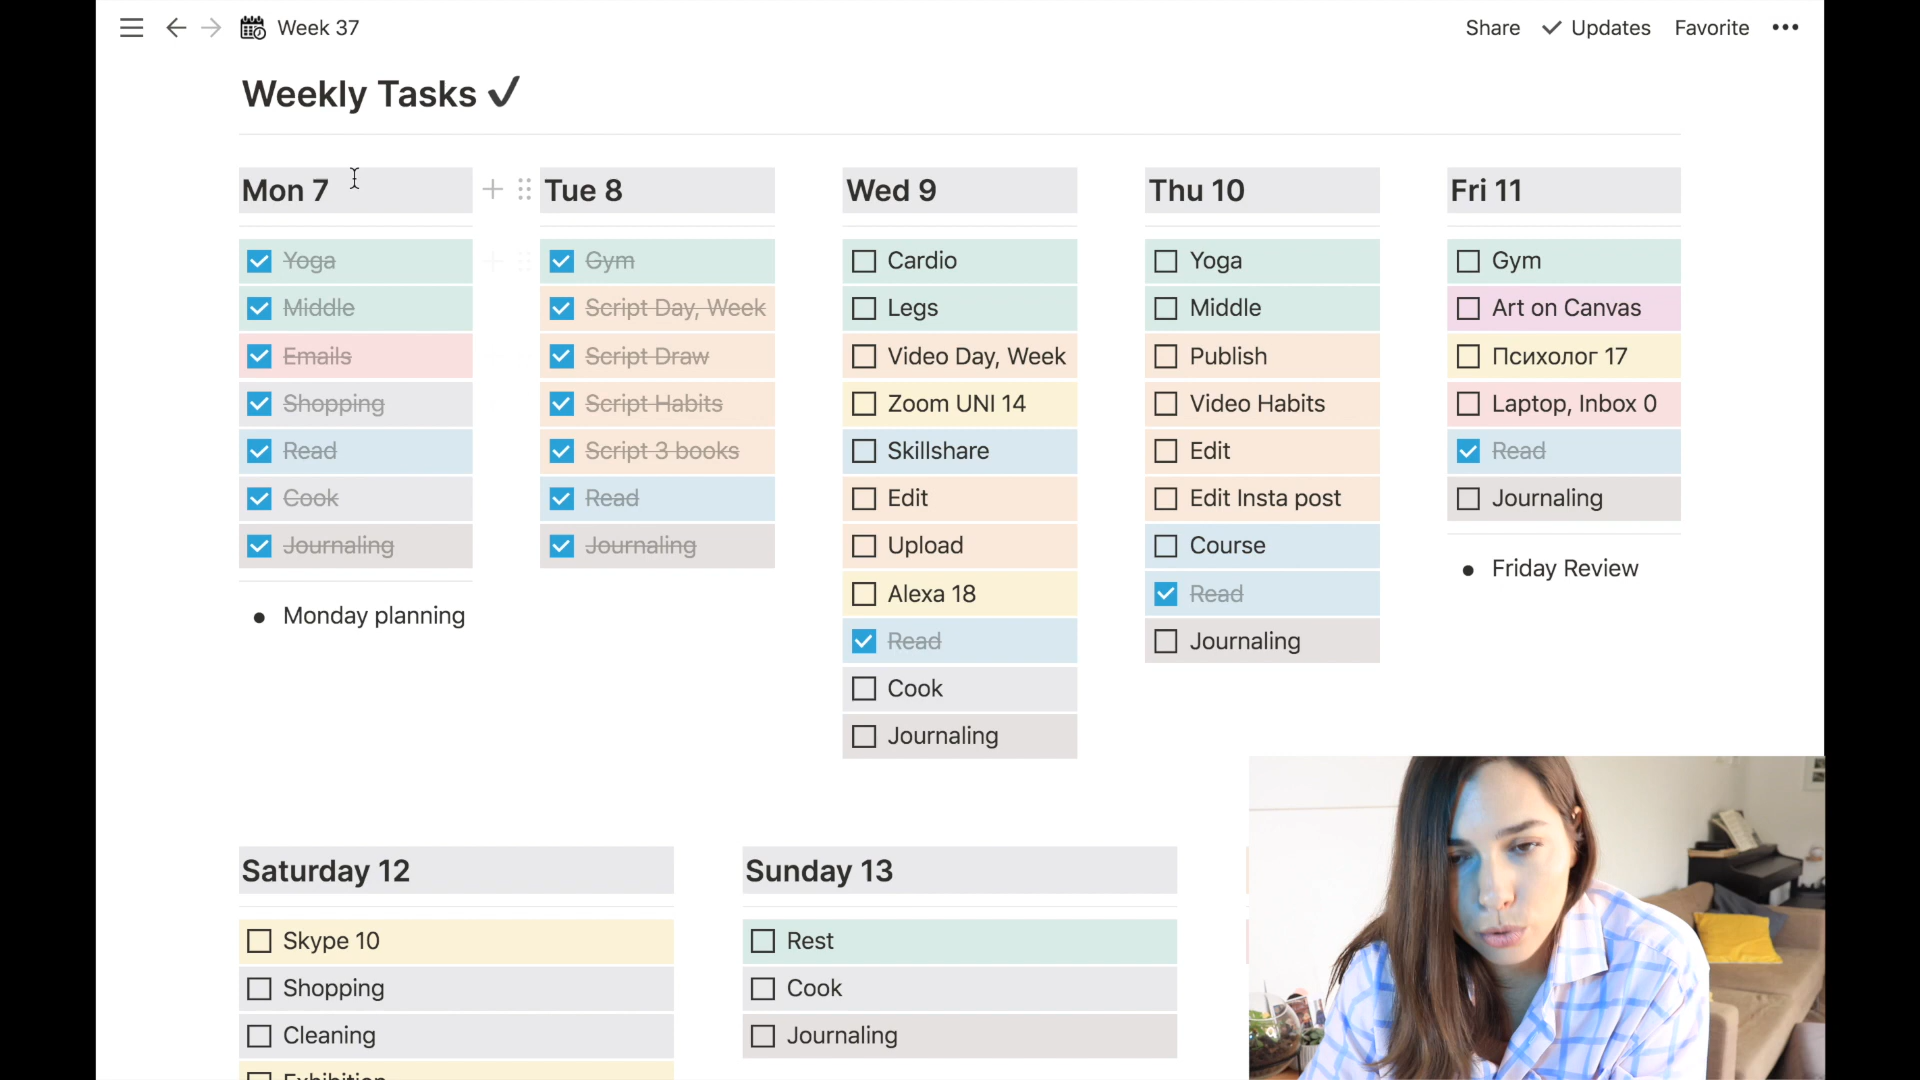 Week 37
Share
Updates
Favorite
Weekly Tasks ✓
Mon 7
Yoga
Middle
Emails
Shopping
Read
Cook
Journaling
Monday planning
Tue 8
Gym
Script Day, Week
Script Draw
Script Habits
Script 3 books
Read
Journaling
Wed 9
Cardio
Legs
Video Day, Week
Zoom UNI 14
Skillshare
Edit
Upload
Alexa 18
Read
Cook
Journaling
Thu 10
Yoga
Middle
Publish
Video Habits
Edit
Edit Insta post
Course
Read
Journaling
Fri 11
Gym
Art on Canvas
Психолог 17
Laptop, Inbox 0
Read
Journaling
Friday Review
Saturday 12
Skype 10
Shopping
Cleaning
Exhibition
Sunday 13
Rest
Cook
Journaling